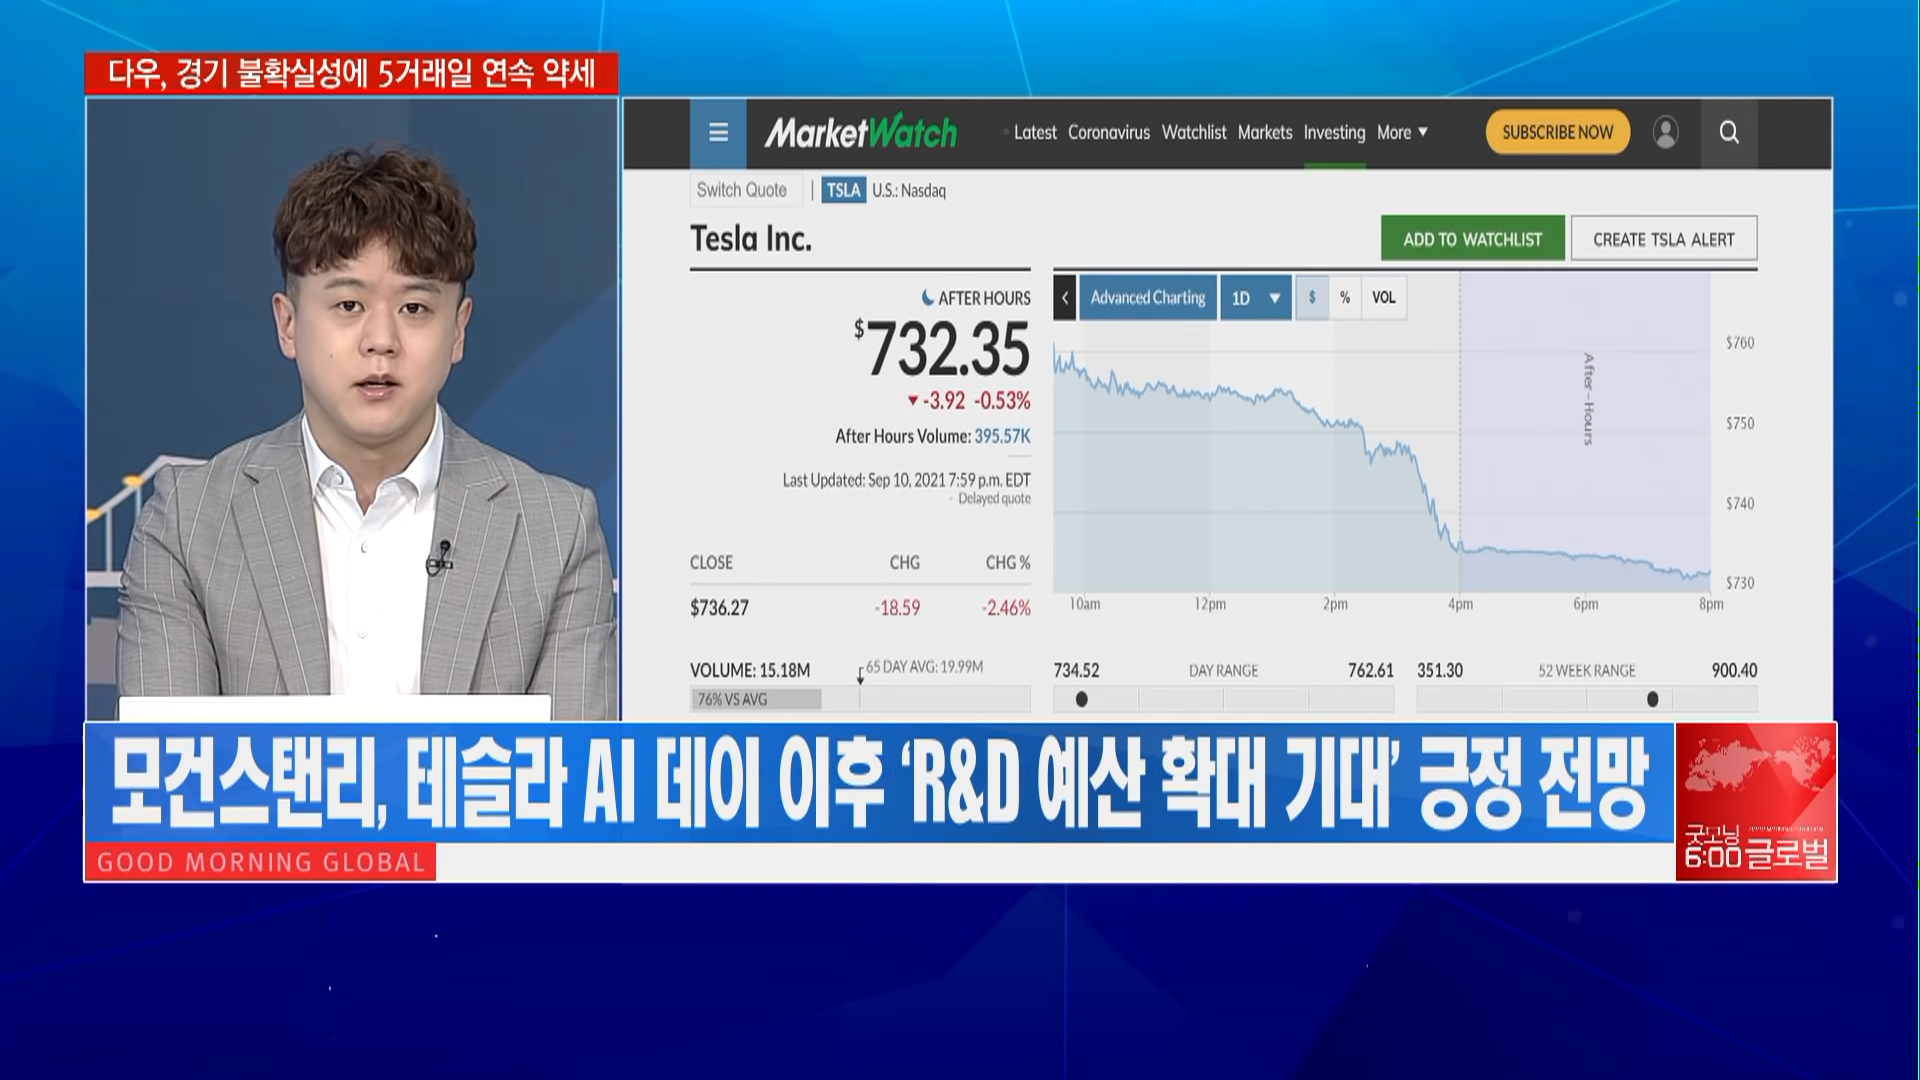 다우, 경기 불확실성에 5거래일 연속 약세
MarketWatch
Latest Coronavirus Watchlist Markets Investing More ▼
SUBSCRIBE NOW
Switch Quote | TSLA U.S.: Nasdaq
Tesla Inc.
ADD TO WATCHLIST
CREATE TSLA ALERT
AFTER HOURS
$732.35
▼ -3.92 -0.53%
After Hours Volume: 395.57K
Last Updated: Sep 10, 2021 7:59 p.m. EDT
Delayed quote
CLOSE CHG CHG %
$736.27 -18.59 -2.46%
VOLUME: 15.18M
65 DAY AVG: 19.99M
76% VS AVG
Advanced Charting 1D ▼ $ % VOL
After-Hours
$760
$750
$740
$730
10am 12pm 2pm 4pm 6pm 8pm
734.52 DAY RANGE 762.61
351.30 52 WEEK RANGE 900.40
모건스탠리, 테슬라 AI 데이 이후 ‘R&D 예산 확대 기대’ 긍정 전망
GOOD MORNING GLOBAL
굿모닝
6:00 글로벌